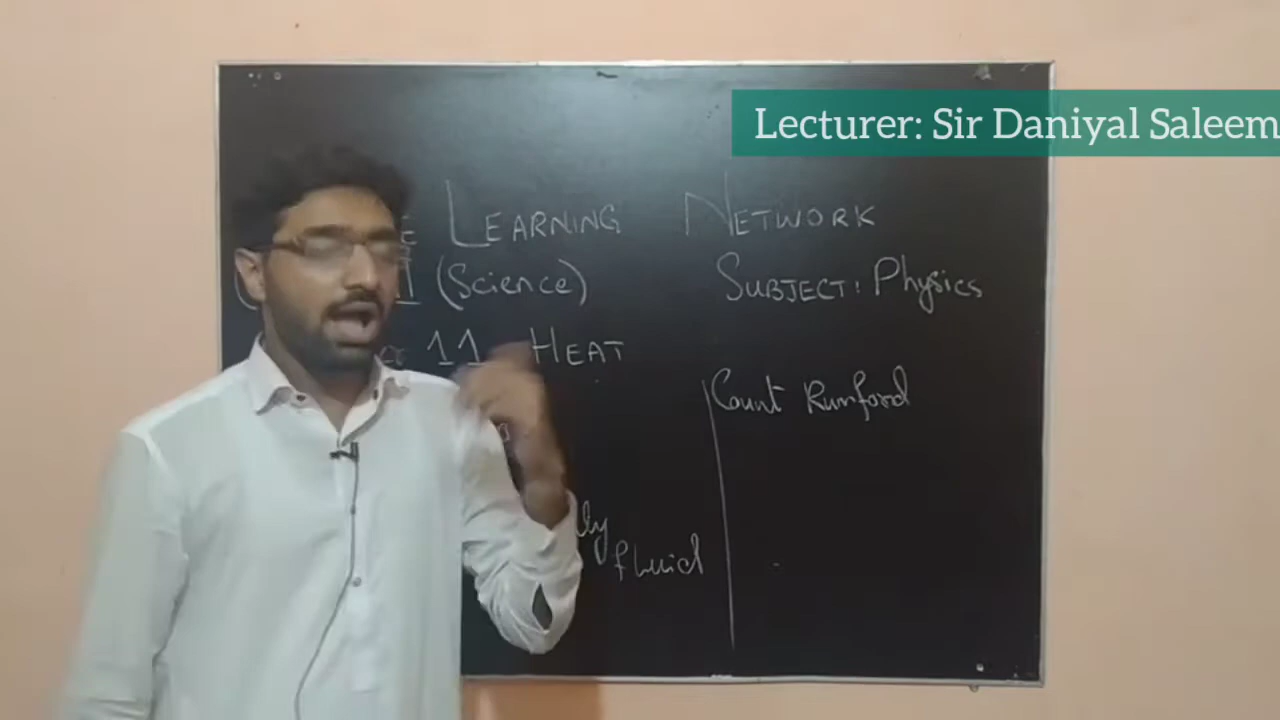 Lecturer: Sir Daniyal Saleem
LEARNING NETWORK
(Science) SUBJECT: Physics
11 HEAT
Count Rumford
fluid